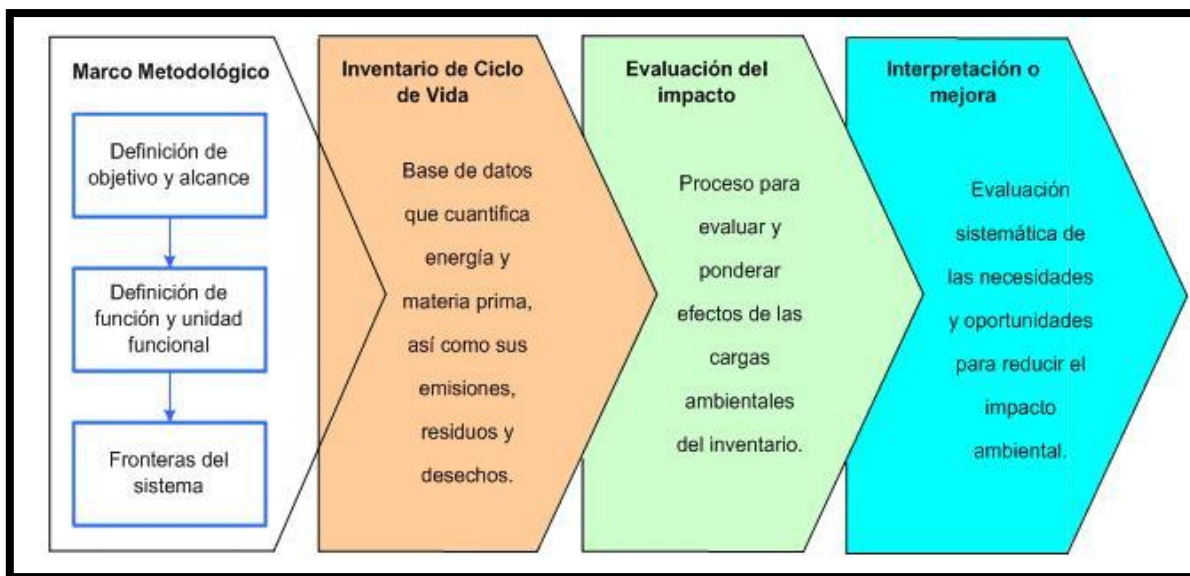 Marco Metodológico
Definición de
objetivo y alcance
Definición de
función y unidad
funcional
Fronteras del
sistema
Inventario de Ciclo
de Vida
Base de datos
que cuantifica
energía y
materia prima,
así como sus
emisiones,
residuos y
desechos.
Evaluación del
impacto
Proceso para
evaluar y
ponderar
efectos de las
cargas
ambientales
del inventario.
Interpretación o
mejora
Evaluación
sistemática de
las necesidades
y oportunidades
para reducir el
impacto
ambiental.